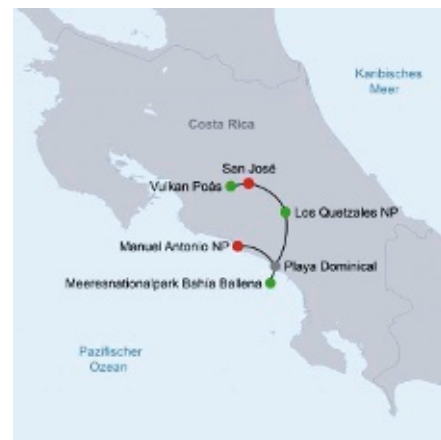 Karibisches
Meer
Costa Rica
San José
Vulkan Poás
Los Quetzales NP
Manuel Antonio NP
Playa Dominical
Meeresnationalpark Bahía Ballena
Pazifischer
Ozean